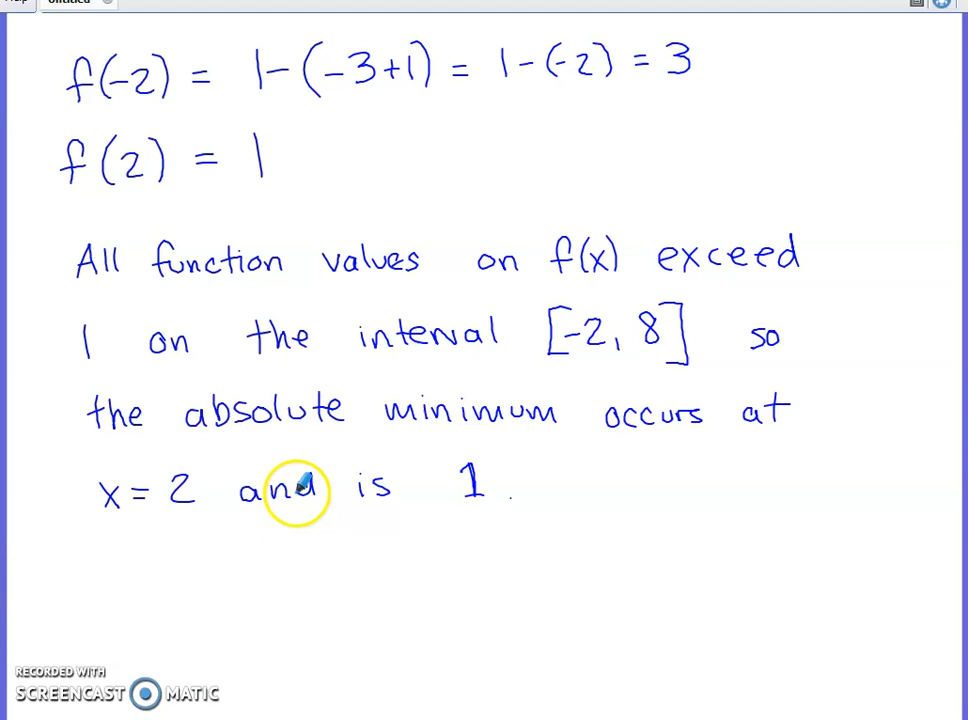 f(-2) = 1-(-3+1) = 1-(-2) = 3
f(2) = 1
All function values on f(x) exceed
1 on the interval [-2, 8] so
the absolute minimum occurs at
x = 2 and is 1.
RECORDED WITH
SCREENCAST MATIC